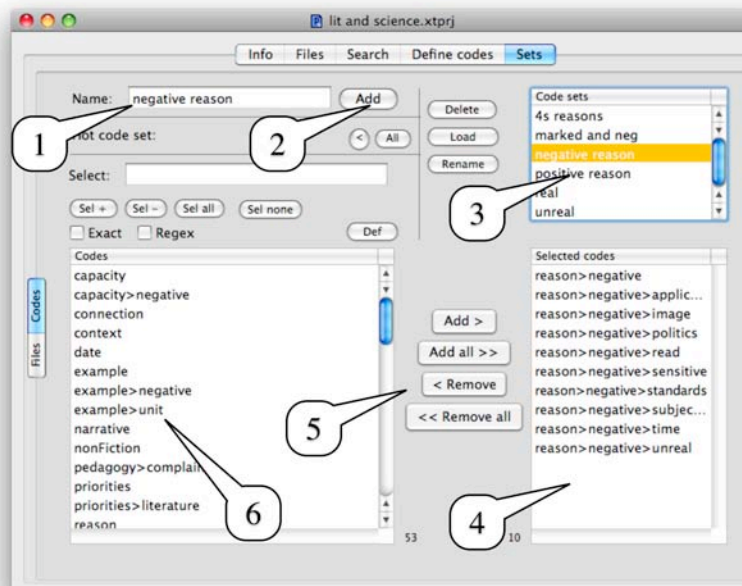 lit and science.xtprj
Info Files Search Define codes Sets
Name: negative reason Add
1
2
Hot code set: < All
Select:
Sel + Sel - Sel all Sel none
Exact Regex Def
Delete
Load
Rename
Code sets
4s reasons
marked and neg
negative reason
positive reason
real
unreal
3
Codes
Files
Codes
capacity
capacity>negative
connection
context
date
example
example>negative
example>unit
narrative
nonFiction
pedagogy>complain
priorities
priorities>literature
reason
6
Add >
Add all >>
< Remove
<< Remove all
5
53 10
Selected codes
reason>negative
reason>negative>applic...
reason>negative>image
reason>negative>politics
reason>negative>read
reason>negative>sensitive
reason>negative>standards
reason>negative>subjec...
reason>negative>time
reason>negative>unreal
4